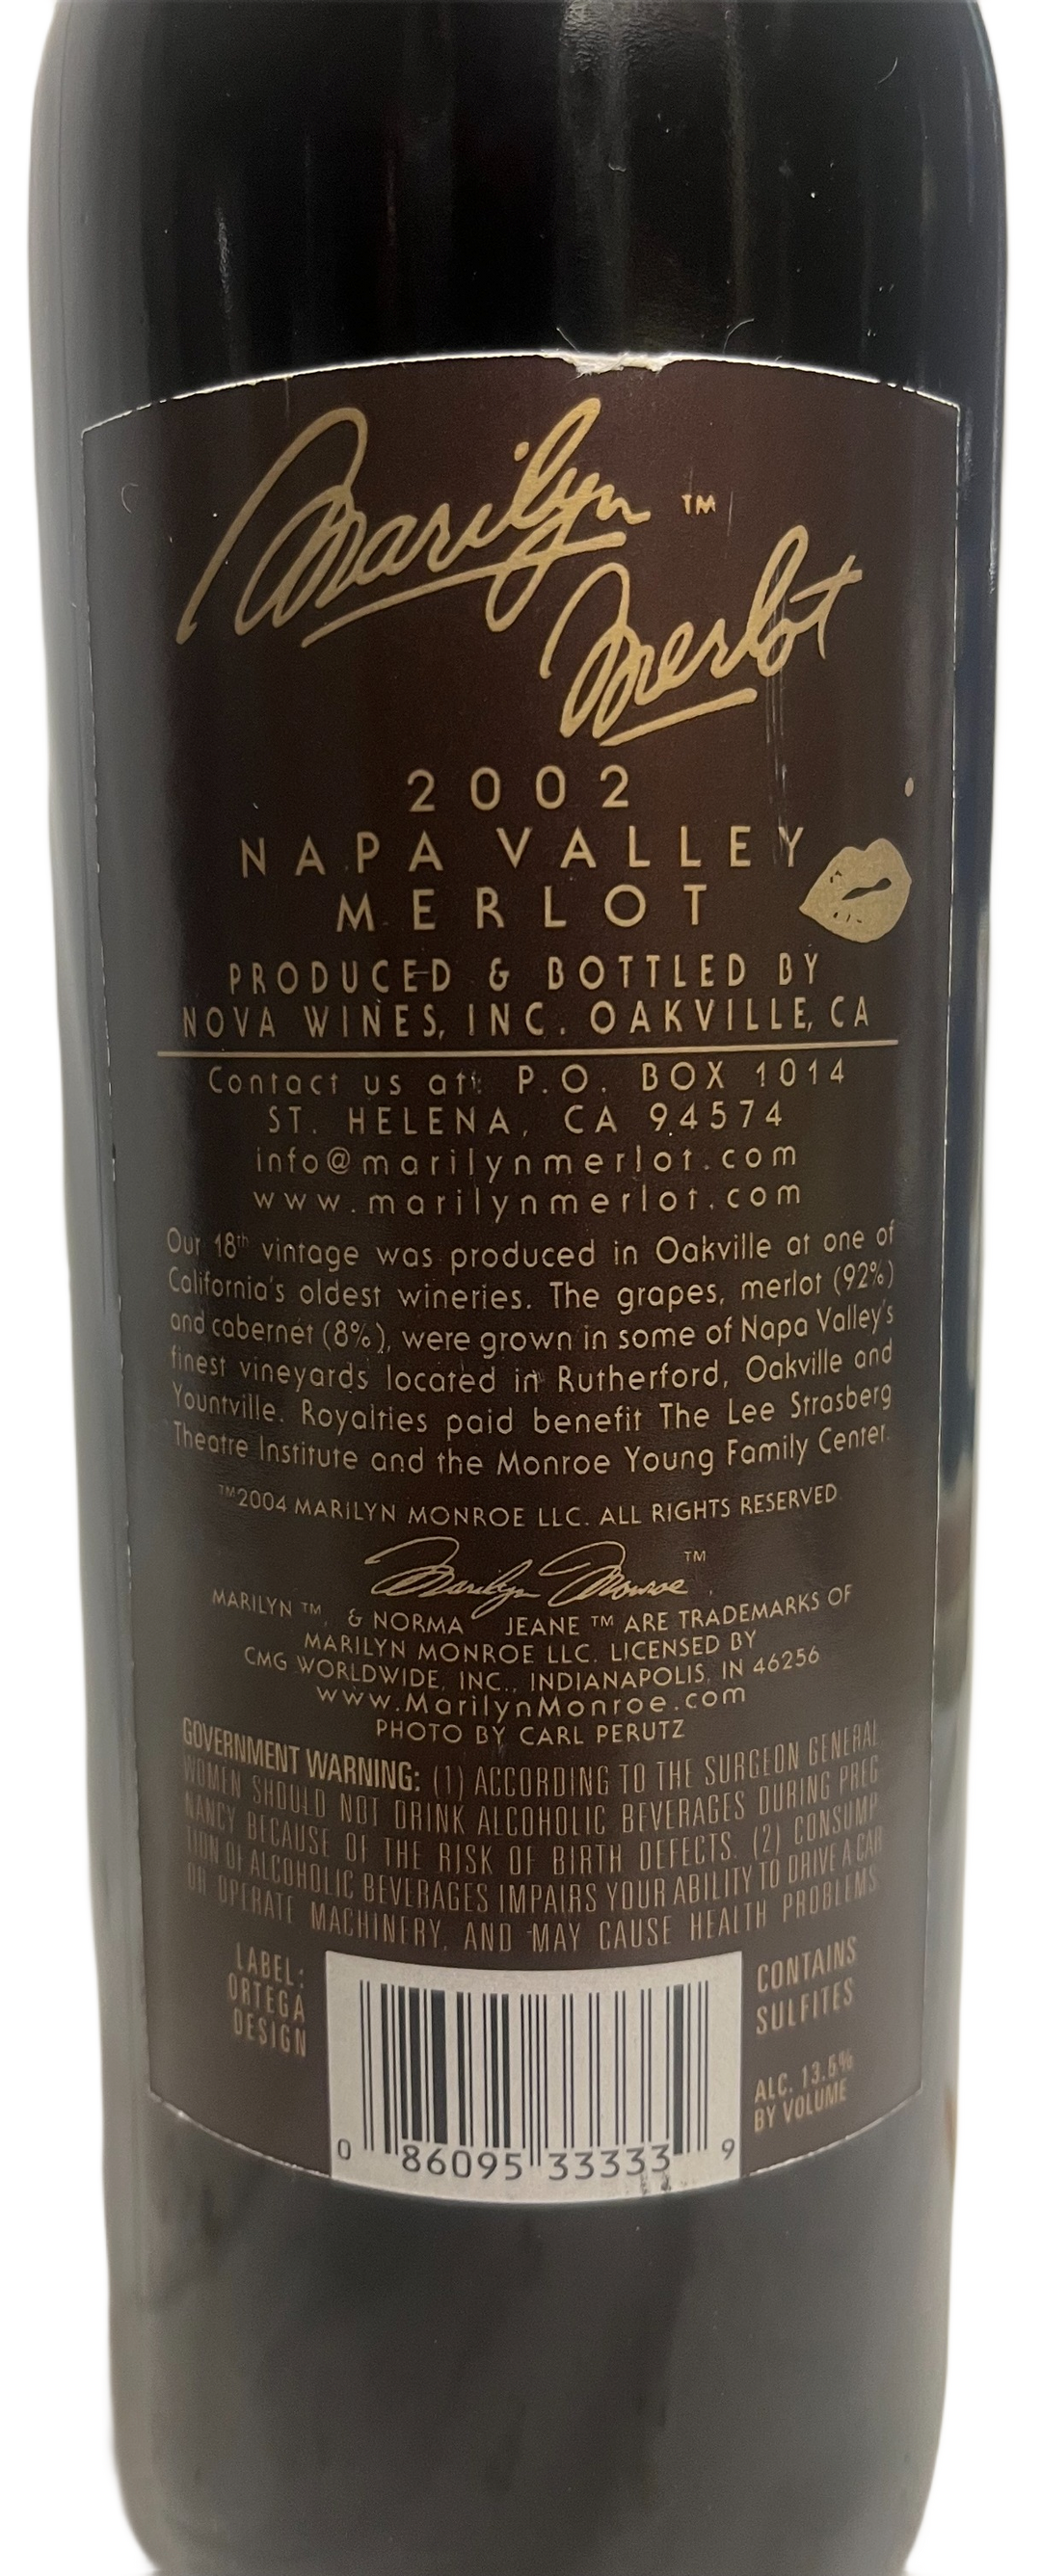 Marilyn ™
Merlot
2002
NAPA VALLEY
MERLOT
PRODUCED & BOTTLED BY
NOVA WINES, INC. OAKVILLE, CA
Contact us at: P.O. BOX 1014
ST. HELENA, CA 94574
info@marilynmerlot.com
www.marilynmerlot.com
Our 18th vintage was produced in Oakville at one of
California's oldest wineries. The grapes, merlot (92%)
and cabernet (8%), were grown in some of Napa Valley's
finest vineyards located in Rutherford, Oakville and
Yountville. Royalties paid benefit The Lee Strasberg
Theatre Institute and the Monroe Young Family Center.
™2004 MARILYN MONROE LLC. ALL RIGHTS RESERVED.
Marilyn Monroe ™
MARILYN ™ & NORMA JEANE ™ ARE TRADEMARKS OF
MARILYN MONROE LLC. LICENSED BY
CMG WORLDWIDE, INC., INDIANAPOLIS, IN 46256
www.MarilynMonroe.com
PHOTO BY CARL PERUTZ
GOVERNMENT WARNING: (1) ACCORDING TO THE SURGEON GENERAL
WOMEN SHOULD NOT DRINK ALCOHOLIC BEVERAGES DURING PREG
NANCY BECAUSE OF THE RISK OF BIRTH DEFECTS. (2) CONSUMP
TION OF ALCOHOLIC BEVERAGES IMPAIRS YOUR ABILITY TO DRIVE A CAR
OR OPERATE MACHINERY, AND MAY CAUSE HEALTH PROBLEMS.
LABEL:
ORTEGA
DESIGN
0 86095 33333 9
CONTAINS
SULFITES
ALC. 13.5%
BY VOLUME